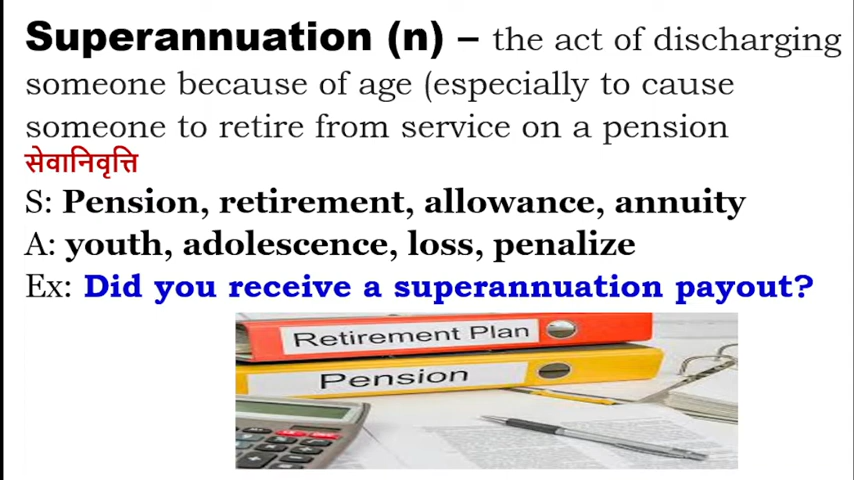 Superannuation (n) – the act of discharging
someone because of age (especially to cause
someone to retire from service on a pension
सेवानिवृत्ति
S: Pension, retirement, allowance, annuity
A: youth, adolescence, loss, penalize
Ex: Did you receive a superannuation payout?
Retirement Plan
Pension